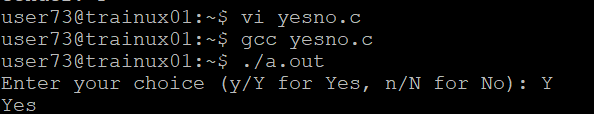 user73@trainux01:~$ vi yesno.c
user73@trainux01:~$ gcc yesno.c
user73@trainux01:~$ ./a.out
Enter your choice (y/Y for Yes, n/N for No): Y
Yes